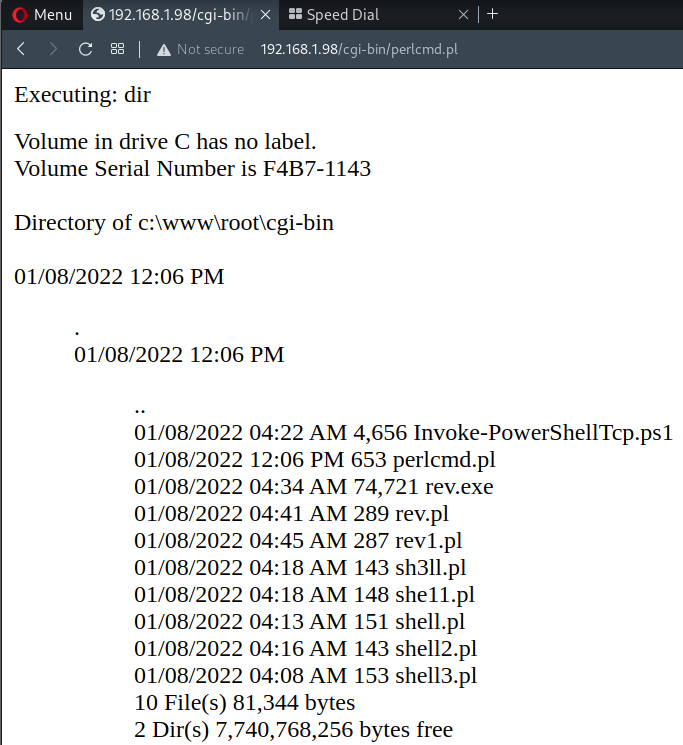 Menu
192.168.1.98/cgi-bin/
Speed Dial
Not secure 192.168.1.98/cgi-bin/perlcmd.pl
Executing: dir
Volume in drive C has no label.
Volume Serial Number is F4B7-1143
Directory of c:\www\root\cgi-bin
01/08/2022 12:06 PM
.
01/08/2022 12:06 PM
..
01/08/2022 04:22 AM 4,656 Invoke-PowerShellTcp.ps1
01/08/2022 12:06 PM 653 perlcmd.pl
01/08/2022 04:34 AM 74,721 rev.exe
01/08/2022 04:41 AM 289 rev.pl
01/08/2022 04:45 AM 287 rev1.pl
01/08/2022 04:18 AM 143 sh3ll.pl
01/08/2022 04:18 AM 148 she11.pl
01/08/2022 04:13 AM 151 shell.pl
01/08/2022 04:16 AM 143 shell2.pl
01/08/2022 04:08 AM 153 shell3.pl
10 File(s) 81,344 bytes
2 Dir(s) 7,740,768,256 bytes free